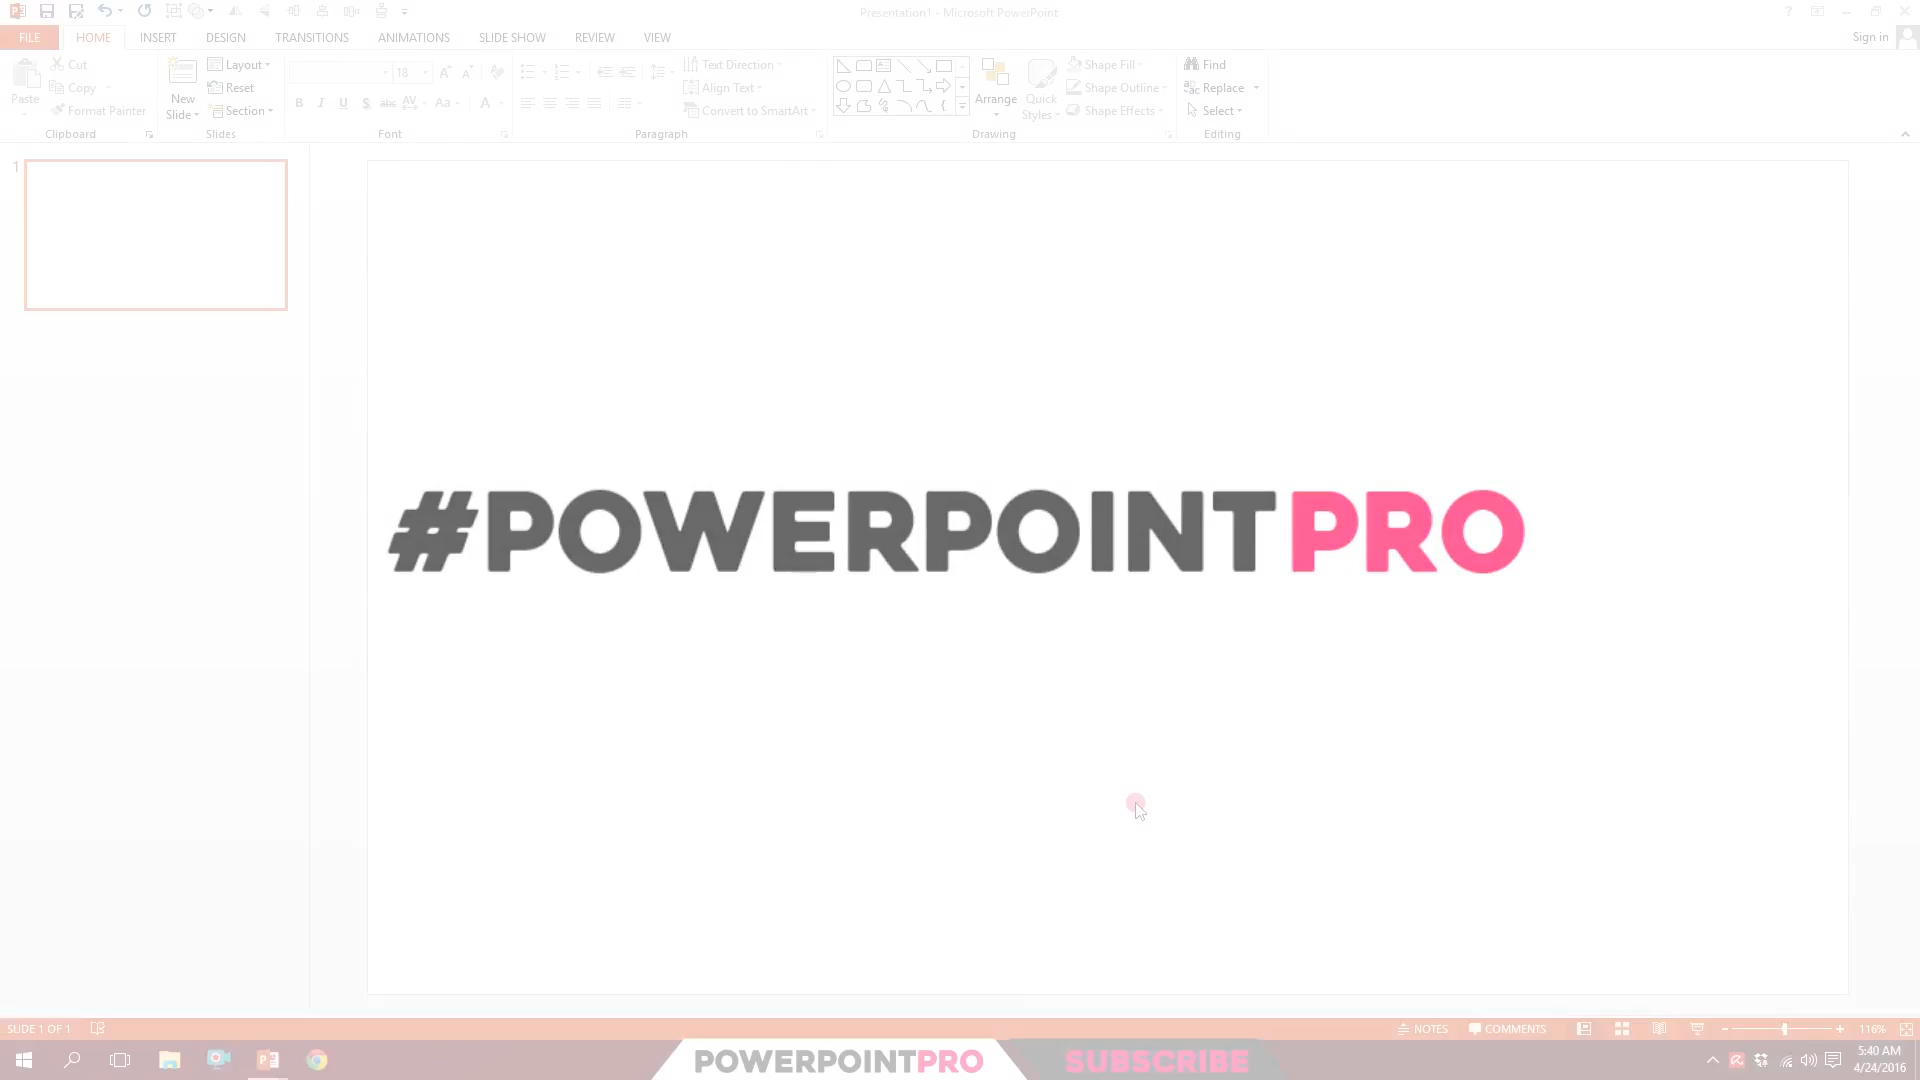 Presentation1 - Microsoft PowerPoint
?
FILE HOME INSERT DESIGN TRANSITIONS ANIMATIONS SLIDE SHOW REVIEW VIEW Sign in
Cut Layout 18 Text Direction Shape Fill Find
Copy Reset Align Text Shape Outline Replace
Paste New Slide Format Painter Section B I U S abc AV Aa A Convert to SmartArt Arrange Quick Styles Shape Effects Select
Clipboard Slides Font Paragraph Drawing Editing
1
#POWERPOINTPRO
SLIDE 1 OF 1 NOTES COMMENTS 116%
POWERPOINTPRO SUBSCRIBE
5:40 AM
4/24/2016